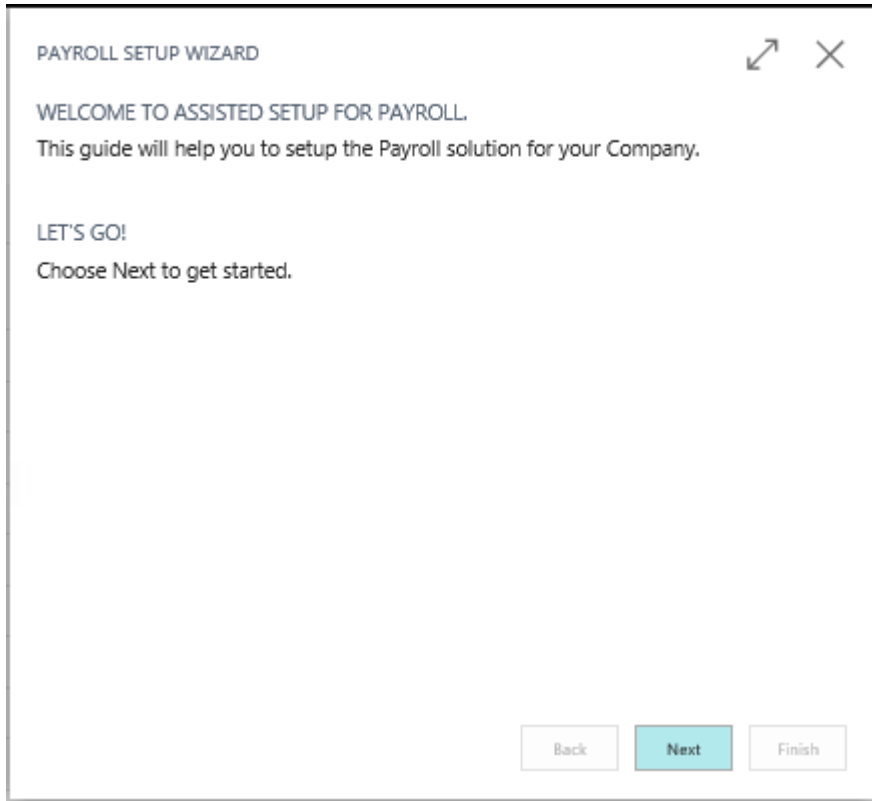 PAYROLL SETUP WIZARD
WELCOME TO ASSISTED SETUP FOR PAYROLL.
This guide will help you to setup the Payroll solution for your Company.
LET'S GO!
Choose Next to get started.
Back
Next
Finish